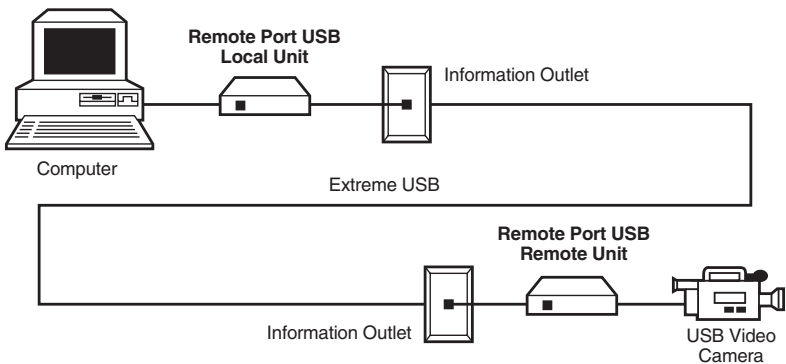 Remote Port USB
Local Unit
Information Outlet
Computer
Extreme USB
Remote Port USB
Remote Unit
Information Outlet
USB Video
Camera